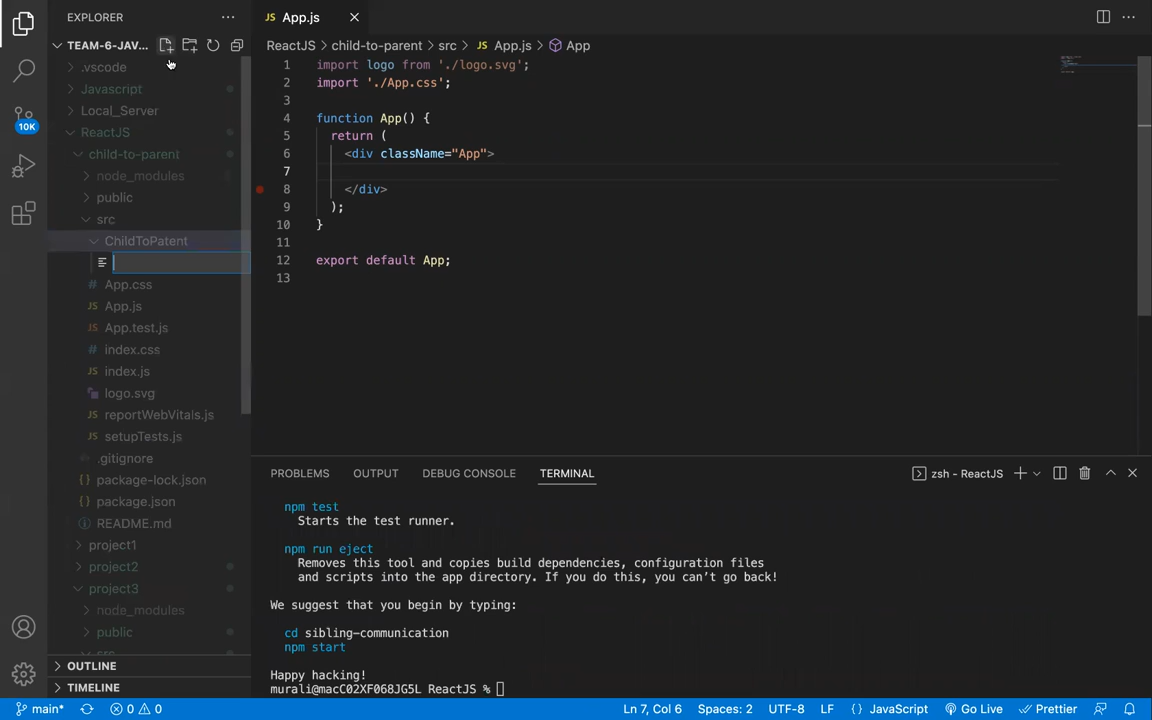 EXPLORER
TEAM-6-JAV...
.vscode
Javascript
Local_Server
ReactJS
child-to-parent
node_modules
public
src
ChildToPatent
# App.css
JS App.js
JS App.test.js
# index.css
JS index.js
logo.svg
JS reportWebVitals.js
JS setupTests.js
.gitignore
{} package-lock.json
{} package.json
README.md
project1
project2
project3
node_modules
public
src
OUTLINE
TIMELINE
10K
JS App.js
ReactJS > child-to-parent > src > JS App.js > App
1 import logo from './logo.svg';
2 import './App.css';
3
4 function App() {
5 return (
6 <div className="App">
7
8 </div>
9 );
10 }
11
12 export default App;
13
PROBLEMS OUTPUT DEBUG CONSOLE TERMINAL zsh - ReactJS
npm test
Starts the test runner.
npm run eject
Removes this tool and copies build dependencies, configuration files
and scripts into the app directory. If you do this, you can’t go back!
We suggest that you begin by typing:
cd sibling-communication
npm start
Happy hacking!
murali@macC02XF068JG5L ReactJS %
main* 0 0 Ln 7, Col 6 Spaces: 2 UTF-8 LF {} JavaScript Go Live Prettier